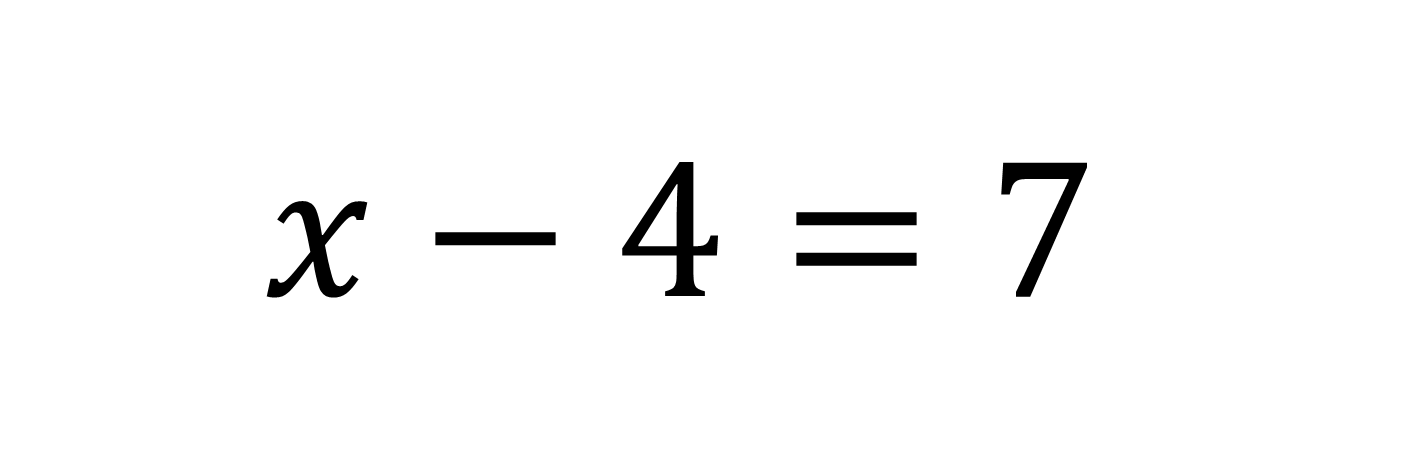 x − 4 = 7